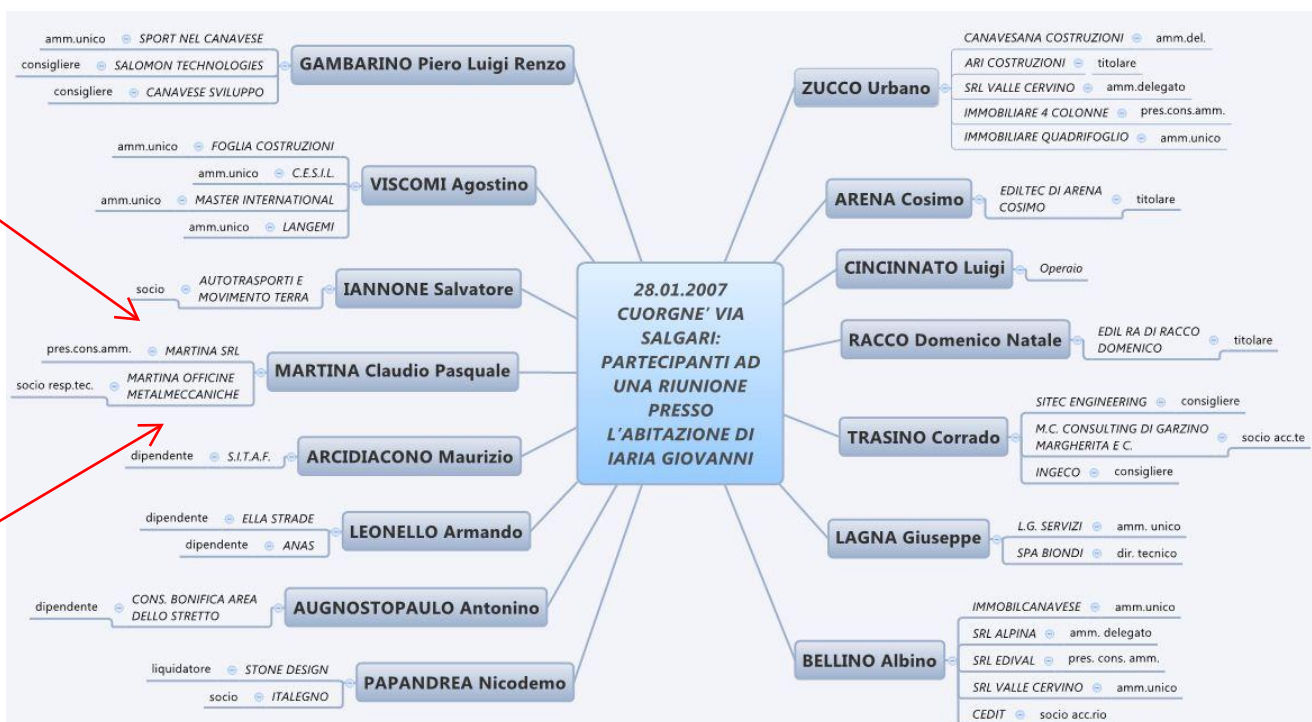 amm.unico SPORT NEL CANAVESE
consigliere SALOMON TECHNOLOGIES
consigliere CANAVESE SVILUPPO
GAMBARINO Piero Luigi Renzo
amm.unico FOGLIA COSTRUZIONI
amm.unico C.E.S.I.L.
amm.unico MASTER INTERNATIONAL
amm.unico LANGEMI
VISCOMI Agostino
socio AUTOTRASPORTI E
MOVIMENTO TERRA
IANNONE Salvatore
pres.cons.amm. MARTINA SRL
socio resp.tec. MARTINA OFFICINE
METALMECCANICHE
MARTINA Claudio Pasquale
dipendente S.I.T.A.F.
ARCIDIACONO Maurizio
dipendente ELLA STRADE
dipendente ANAS
LEONELLO Armando
dipendente CONS. BONIFICA AREA
DELLO STRETTO
AUGNOSTOPAULO Antonino
liquidatore STONE DESIGN
socio ITALEGNO
PAPANDREA Nicodemo
28.01.2007
CUORGNE' VIA
SALGARI:
PARTECIPANTI AD
UNA RIUNIONE
PRESSO
L'ABITAZIONE DI
IARIA GIOVANNI
ZUCCO Urbano
CANAVESANA COSTRUZIONI amm.del.
ARI COSTRUZIONI titolare
SRL VALLE CERVINO amm.delegato
IMMOBILIARE 4 COLONNE pres.cons.amm.
IMMOBILIARE QUADRIFOGLIO amm.unico
ARENA Cosimo
EDILTEC DI ARENA
COSIMO titolare
CINCINNATO Luigi
Operaio
RACCO Domenico Natale
EDIL RA DI RACCO
DOMENICO titolare
TRASINO Corrado
SITEC ENGINEERING consigliere
M.C. CONSULTING DI GARZINO
MARGHERITA E C. socio acc.te
INGECO consigliere
LAGNA Giuseppe
L.G. SERVIZI amm. unico
SPA BIONDI dir. tecnico
BELLINO Albino
IMMOBILCANAVESE amm.unico
SRL ALPINA amm. delegato
SRL EDIVAL pres. cons. amm.
SRL VALLE CERVINO amm.unico
CEDIT socio acc.rio